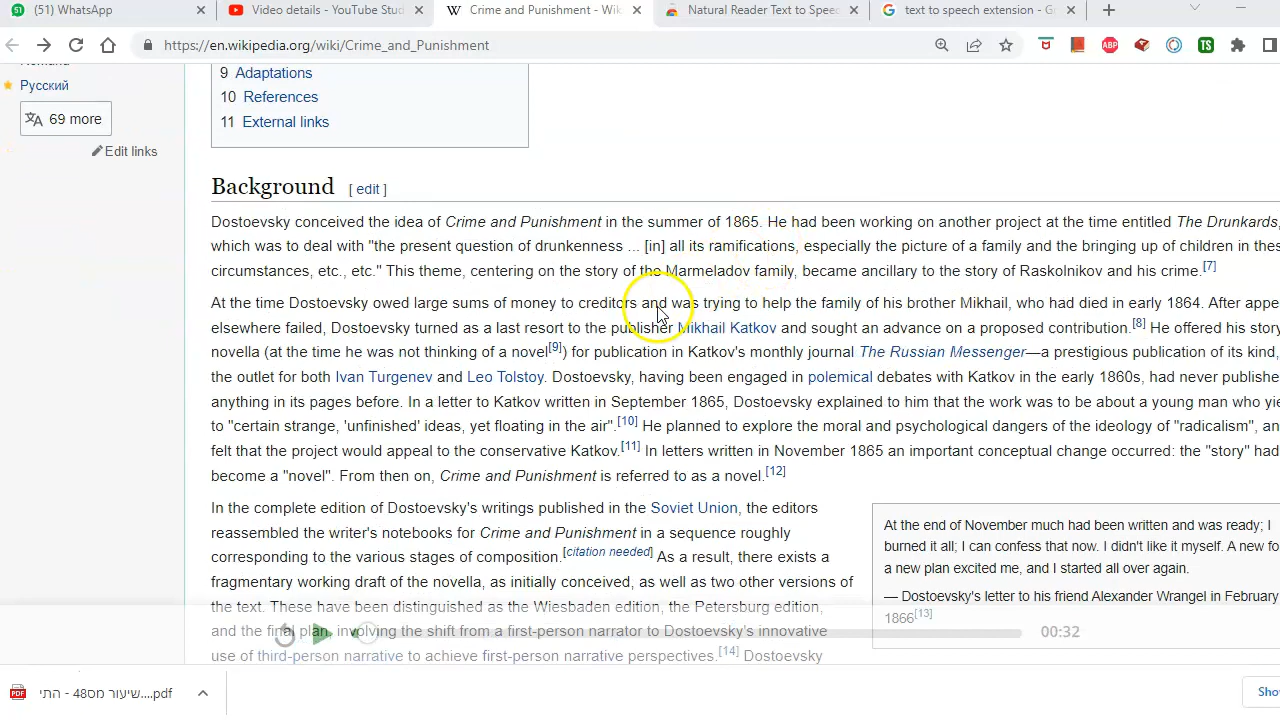 (51) WhatsApp
Video details - YouTube Stud
Crime and Punishment - Wik
Natural Reader Text to Speec
text to speech extension - Go
https://en.wikipedia.org/wiki/Crime_and_Punishment
Русский
69 more
Edit links
9 Adaptations
10 References
11 External links
Background [ edit ]
Dostoevsky conceived the idea of Crime and Punishment in the summer of 1865. He had been working on another project at the time entitled The Drunkards,
which was to deal with "the present question of drunkenness ... [in] all its ramifications, especially the picture of a family and the bringing up of children in thes
circumstances, etc., etc." This theme, centering on the story of the Marmeladov family, became ancillary to the story of Raskolnikov and his crime.[7]
At the time Dostoevsky owed large sums of money to creditors and was trying to help the family of his brother Mikhail, who had died in early 1864. After appe
elsewhere failed, Dostoevsky turned as a last resort to the publisher Mikhail Katkov and sought an advance on a proposed contribution.[8] He offered his story
novella (at the time he was not thinking of a novel[9]) for publication in Katkov's monthly journal The Russian Messenger—a prestigious publication of its kind,
the outlet for both Ivan Turgenev and Leo Tolstoy. Dostoevsky, having been engaged in polemical debates with Katkov in the early 1860s, had never publishe
anything in its pages before. In a letter to Katkov written in September 1865, Dostoevsky explained to him that the work was to be about a young man who yie
to "certain strange, 'unfinished' ideas, yet floating in the air".[10] He planned to explore the moral and psychological dangers of the ideology of "radicalism", an
felt that the project would appeal to the conservative Katkov.[11] In letters written in November 1865 an important conceptual change occurred: the "story" had
become a "novel". From then on, Crime and Punishment is referred to as a novel.[12]
In the complete edition of Dostoevsky's writings published in the Soviet Union, the editors
reassembled the writer's notebooks for Crime and Punishment in a sequence roughly
corresponding to the various stages of composition.[citation needed] As a result, there exists a
fragmentary working draft of the novella, as initially conceived, as well as two other versions of
the text. These have been distinguished as the Wiesbaden edition, the Petersburg edition,
and the final plan, involving the shift from a first-person narrator to Dostoevsky's innovative
use of third-person narrative to achieve first-person narrative perspectives.[14] Dostoevsky
At the end of November much had been written and was ready; I
burned it all; I can confess that now. I didn't like it myself. A new fo
a new plan excited me, and I started all over again.
— Dostoevsky's letter to his friend Alexander Wrangel in February
1866[13]
00:32
שיעור מס48 - התי....pdf
Sho